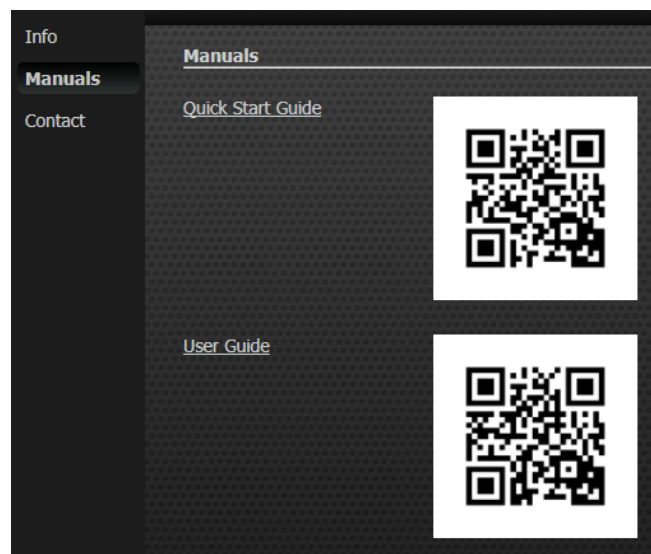 Info
Manuals
Contact
Manuals
Quick Start Guide
User Guide